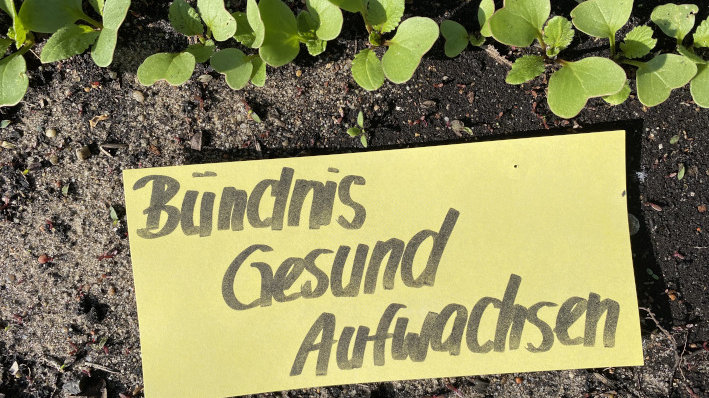 Bündnis
Gesund
Aufwachsen